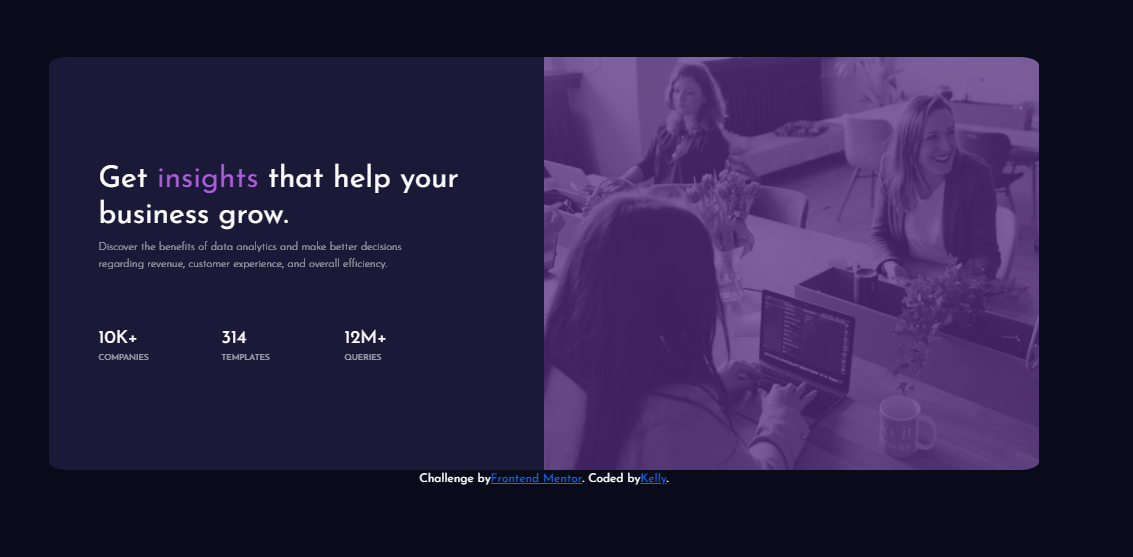 Get insights that help your
business grow.
Discover the benefits of data analytics and make better decisions
regarding revenue, customer experience, and overall efficiency.
10K+ 314 12M+
COMPANIES TEMPLATES QUERIES
Challenge byFrontend Mentor. Coded byKelly.